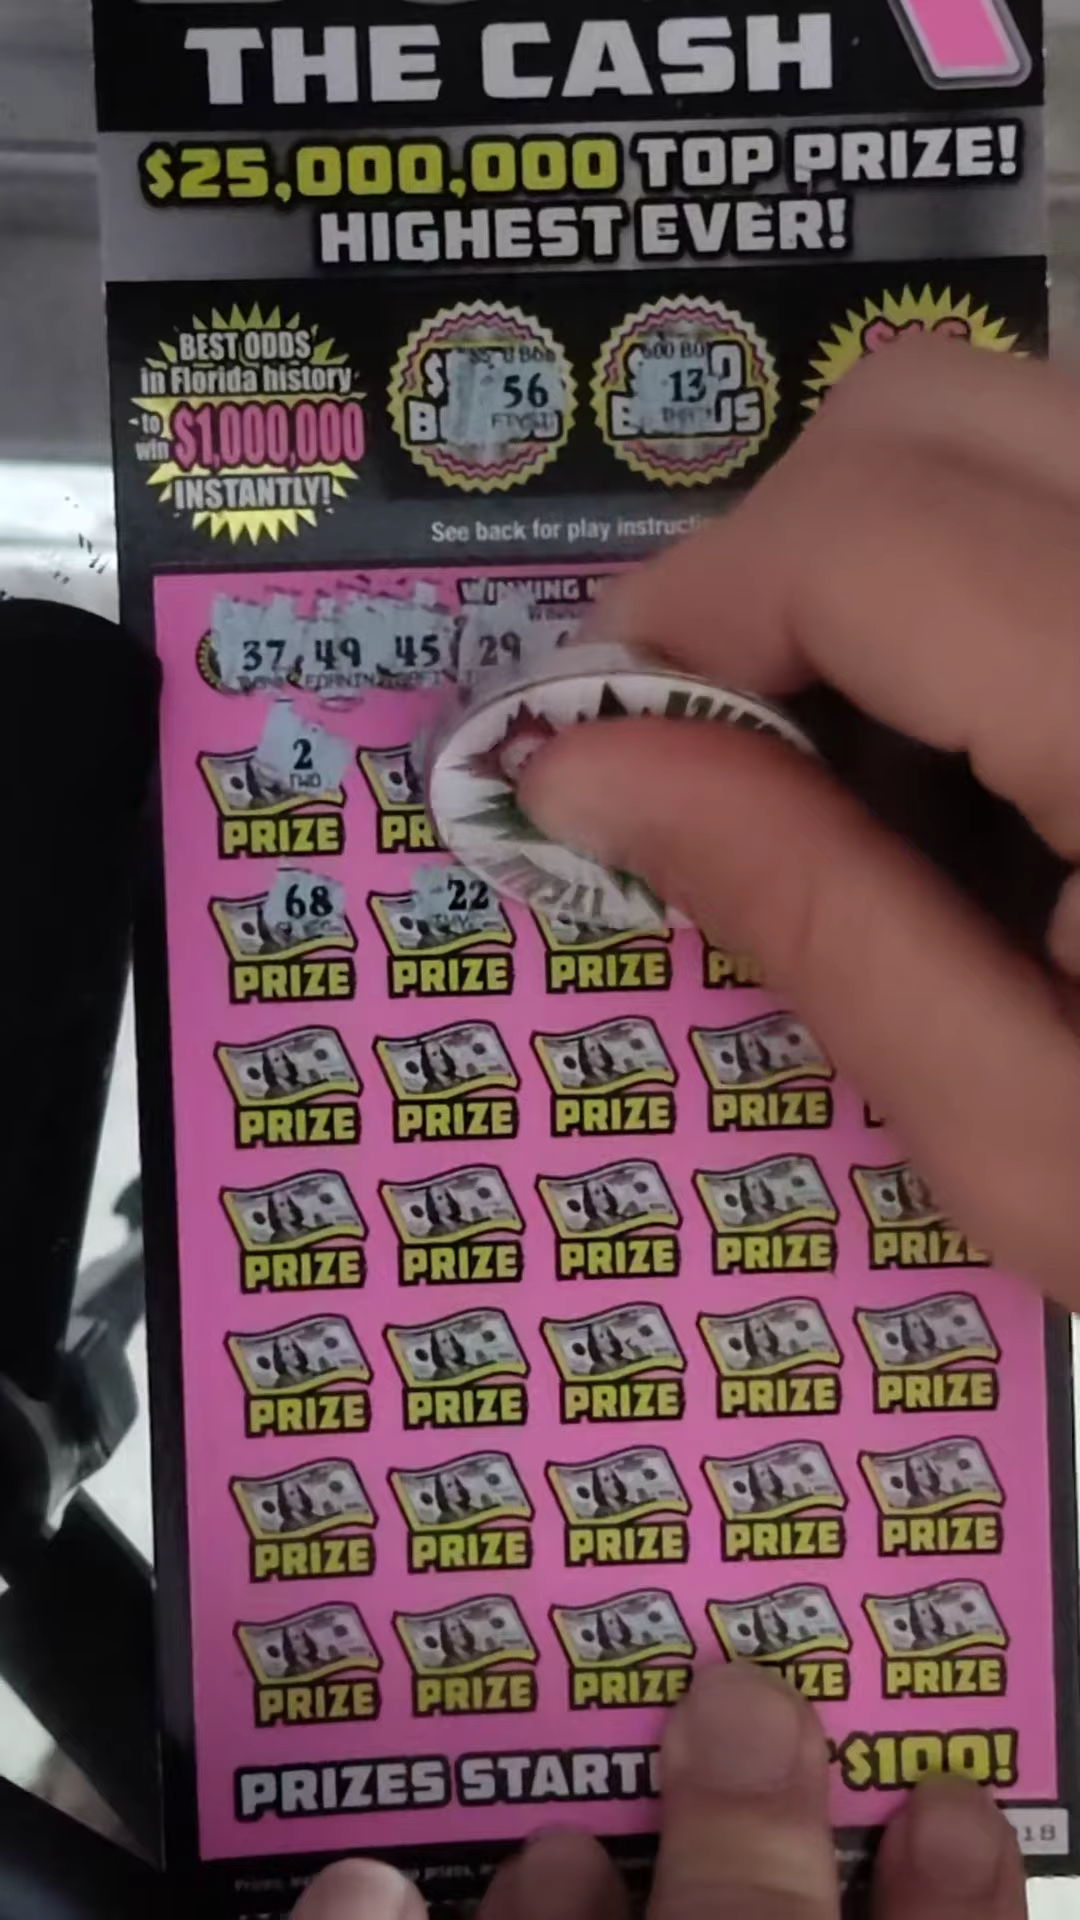 THE CASH
$25,000,000 TOP PRIZE!
HIGHEST EVER!
BEST ODDS
in Florida history
to
win $1,000,000
INSTANTLY!
56
13
See back for play
WINNING
37 49 45 29
2
TWO
PRIZE
68 22
PRIZE PRIZE PRIZE
PRIZE PRIZE PRIZE PRIZE
PRIZE PRIZE PRIZE PRIZE PRIZE
PRIZE PRIZE PRIZE PRIZE PRIZE
PRIZE PRIZE PRIZE PRIZE PRIZE
PRIZE PRIZE PRIZE PRIZE
PRIZES $100!
18